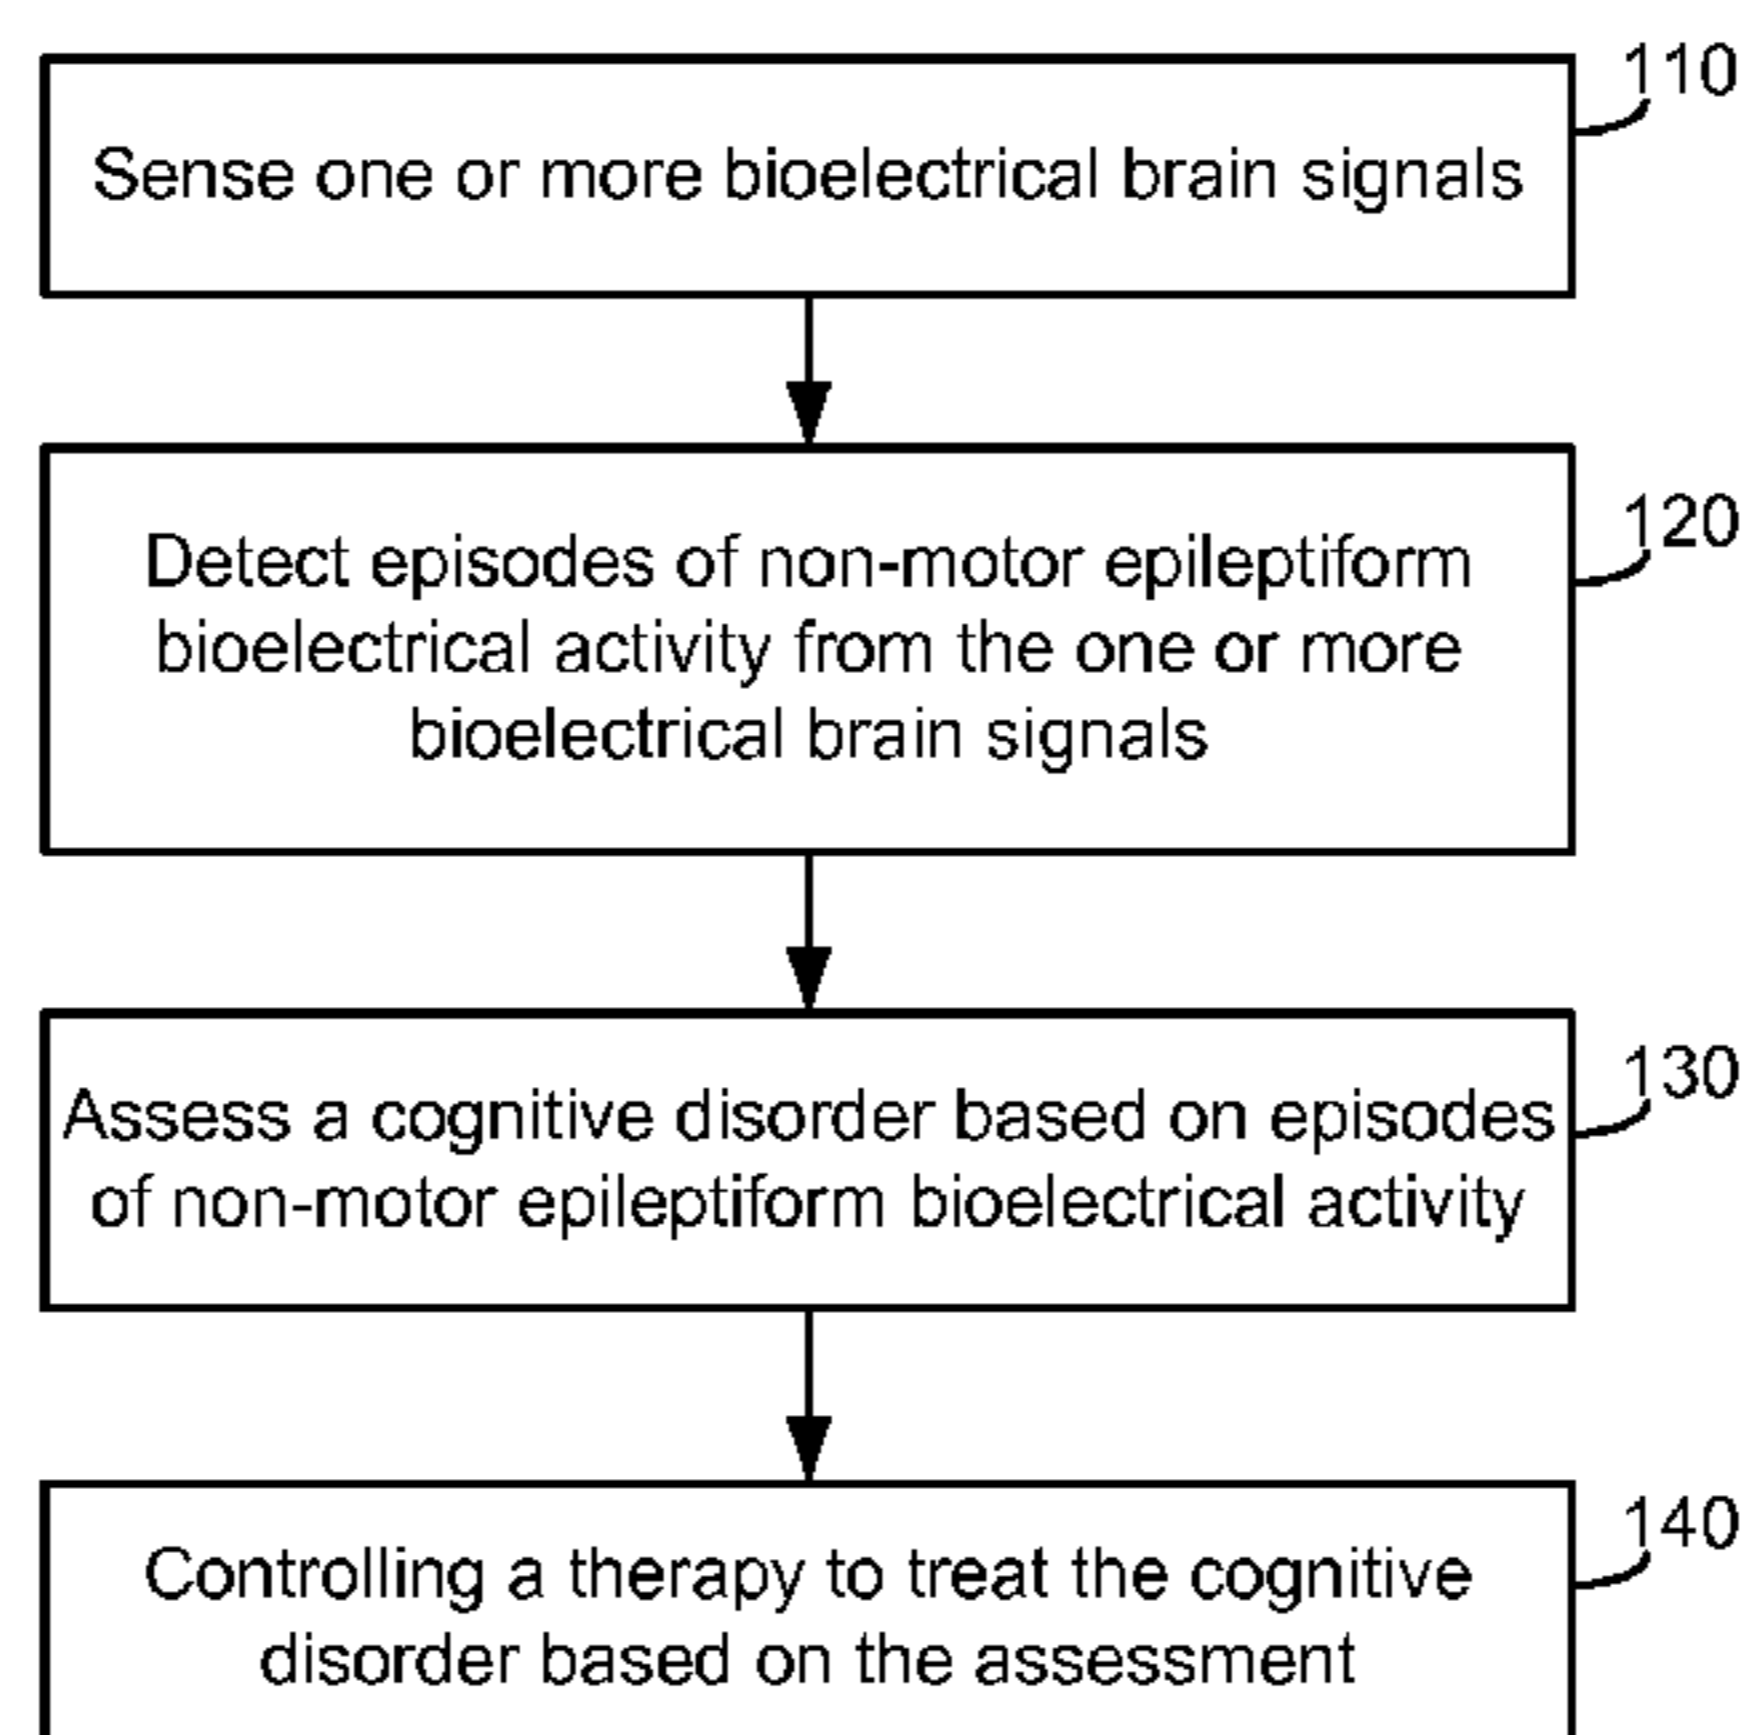 110
Sense one or more bioelectrical brain signals
120
Detect episodes of non-motor epileptiform
bioelectrical activity from the one or more
bioelectrical brain signals
130
Assess a cognitive disorder based on episodes
of non-motor epileptiform bioelectrical activity
140
Controlling a therapy to treat the cognitive
disorder based on the assessment